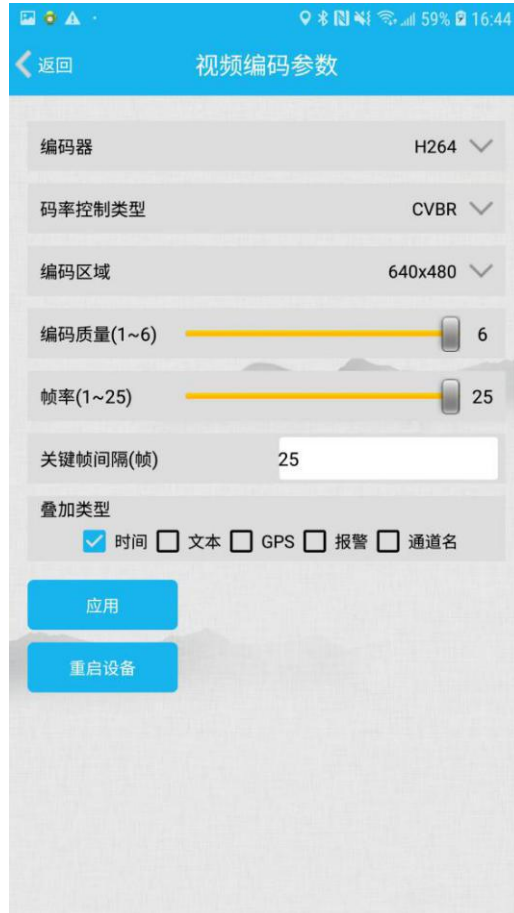 59% 16:44
返回 视频编码参数
编码器 H264
码率控制类型 CVBR
编码区域 640x480
编码质量(1~6) 6
帧率(1~25) 25
关键帧间隔(帧) 25
叠加类型
时间 文本 GPS 报警 通道名
应用
重启设备